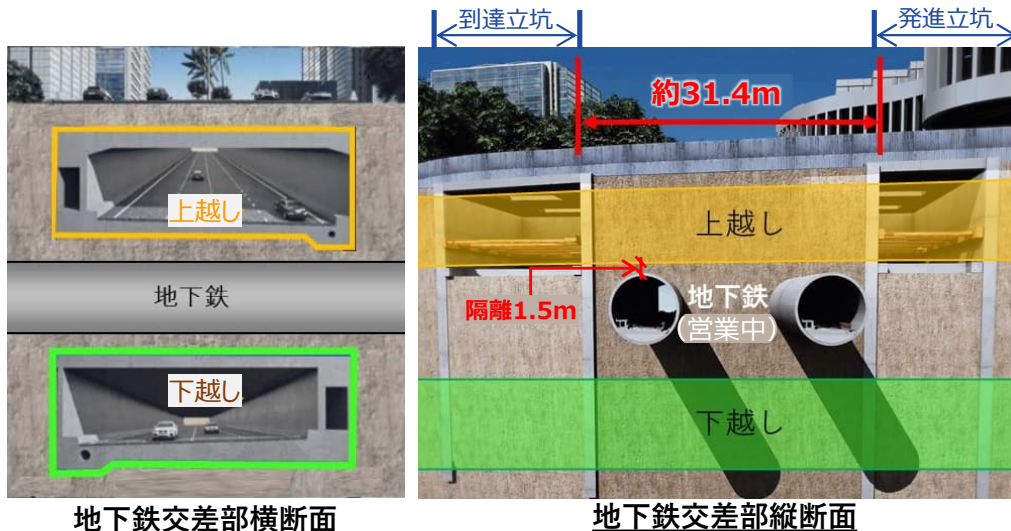 到達立坑
発進立坑
約31.4m
上越し
地下鉄
下越し
地下鉄交差部横断面
上越し
隔離1.5m
地下鉄
(営業中)
下越し
地下鉄交差部縦断面